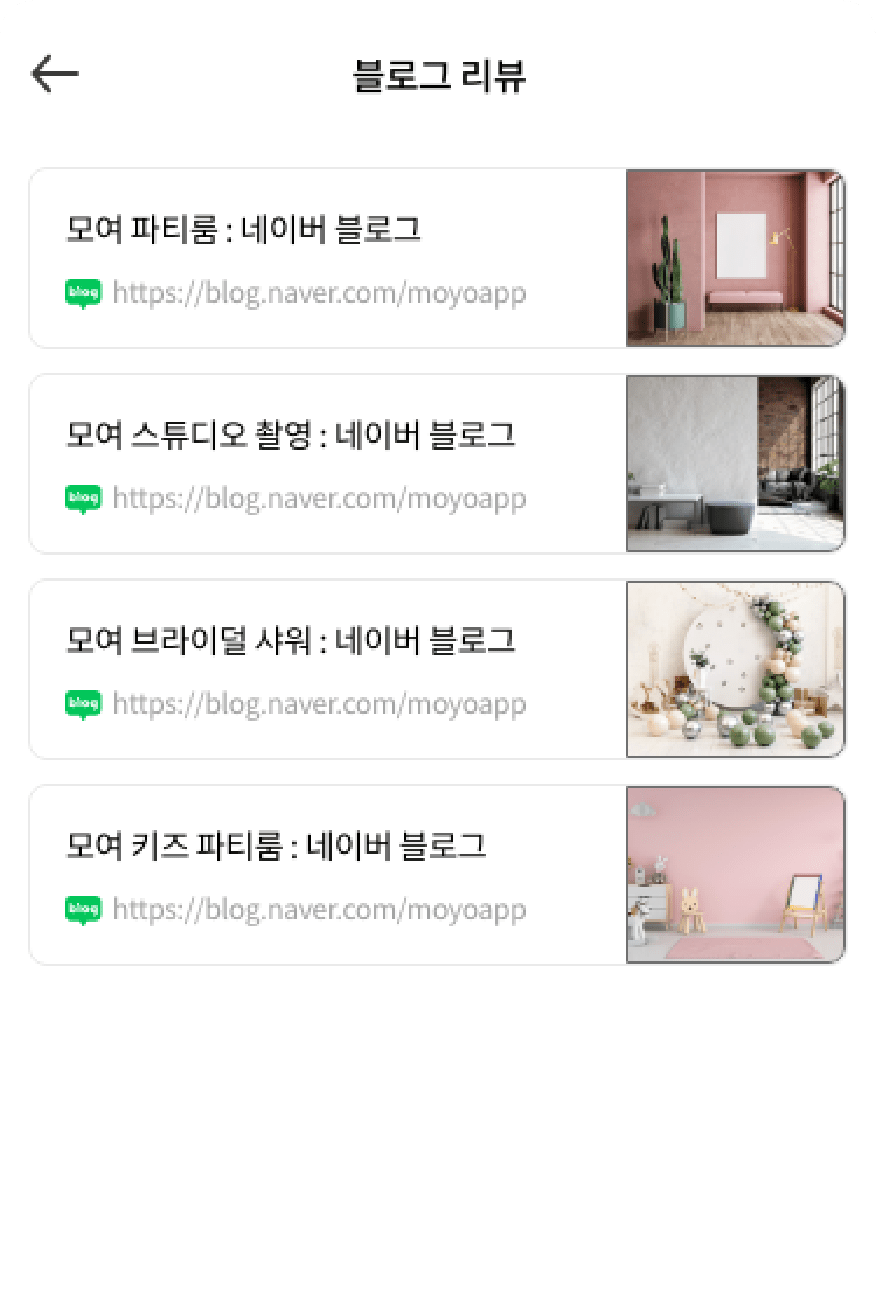 블로그 리뷰
모여 파티룸 : 네이버 블로그
blog https://blog.naver.com/moyoapp
모여 스튜디오 촬영 : 네이버 블로그
blog https://blog.naver.com/moyoapp
모여 브라이덜 샤워 : 네이버 블로그
blog https://blog.naver.com/moyoapp
모여 키즈 파티룸 : 네이버 블로그
blog https://blog.naver.com/moyoapp